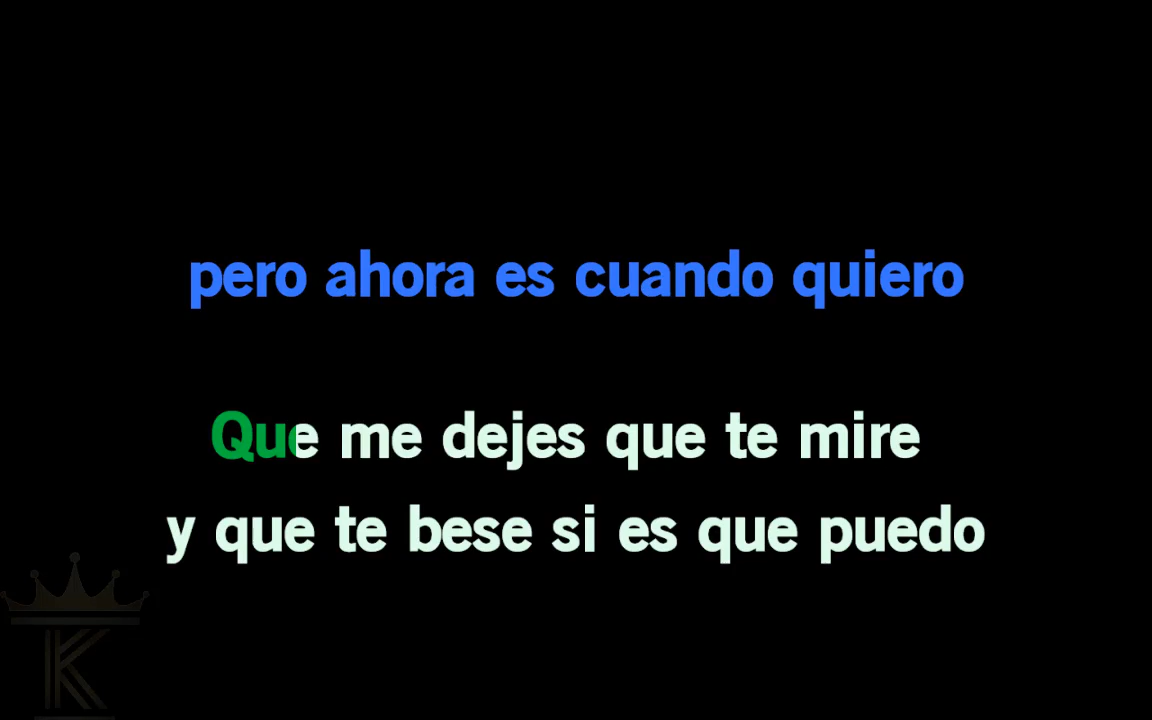 pero ahora es cuando quiero
Que me dejes que te mire
y que te bese si es que puedo
K